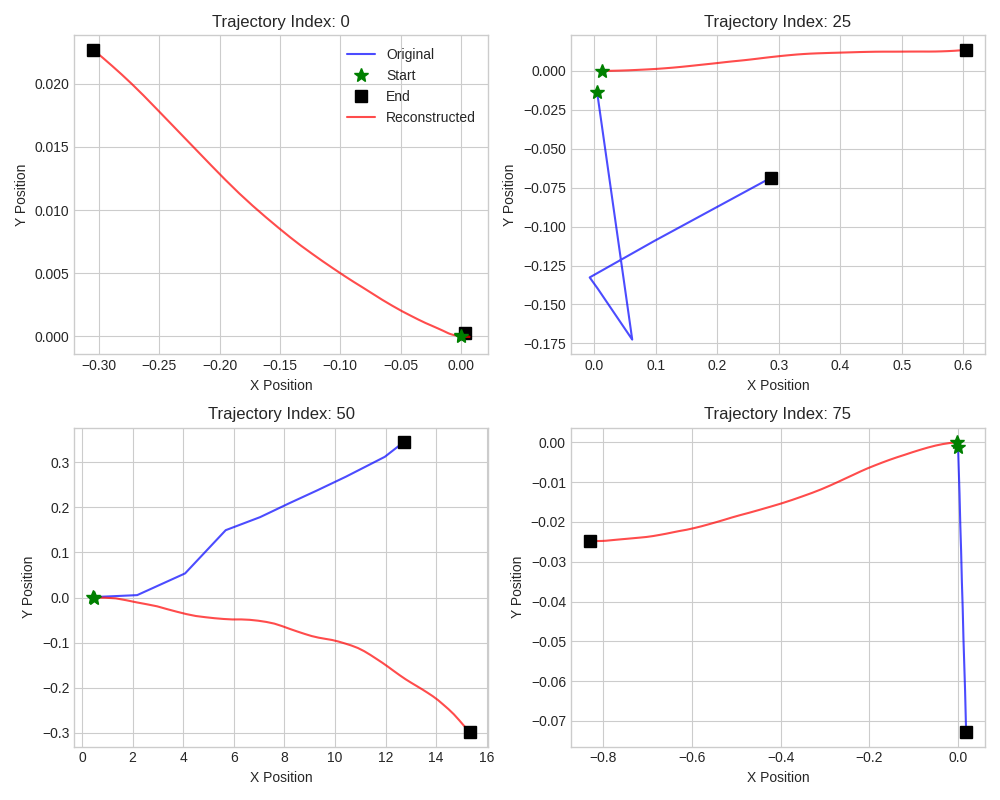 Trajectory Index: 0
Original
Start
End
Reconstructed
0.020
0.015
0.010
0.005
0.000
Y Position
−0.30 −0.25 −0.20 −0.15 −0.10 −0.05 0.00
X Position
Trajectory Index: 25
0.000
−0.025
−0.050
−0.075
−0.100
−0.125
−0.150
−0.175
Y Position
0.0 0.1 0.2 0.3 0.4 0.5 0.6
X Position
Trajectory Index: 50
0.3
0.2
0.1
0.0
−0.1
−0.2
−0.3
Y Position
0 2 4 6 8 10 12 14 16
X Position
Trajectory Index: 75
0.00
−0.01
−0.02
−0.03
−0.04
−0.05
−0.06
−0.07
Y Position
−0.8 −0.6 −0.4 −0.2 0.0
X Position